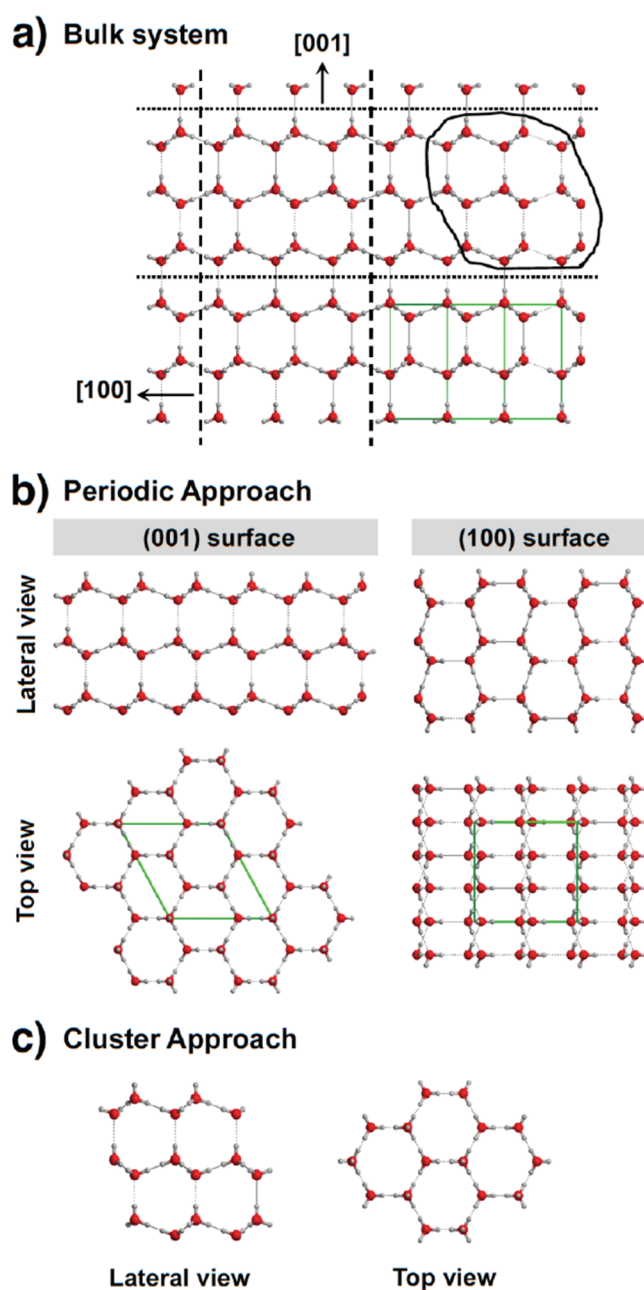 a) Bulk system
[001]
[100]
b) Periodic Approach
(001) surface
(100) surface
Lateral view
Top view
c) Cluster Approach
Lateral view
Top view